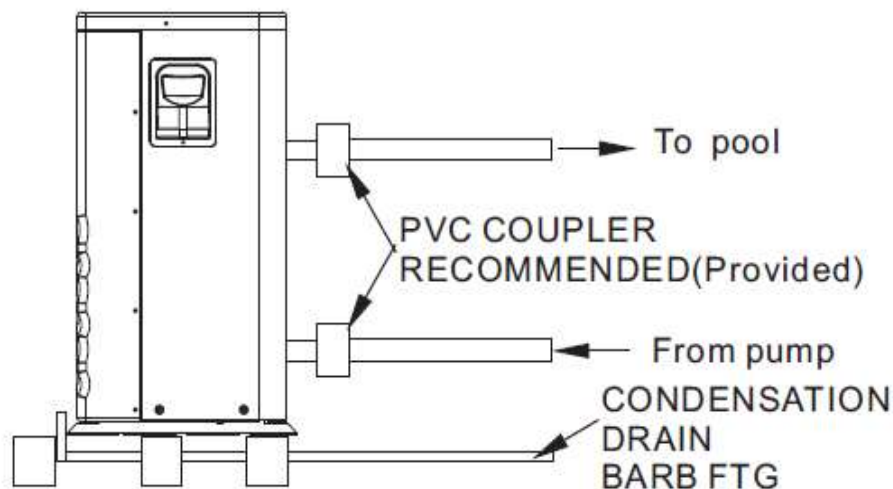 To pool
PVC COUPLER
RECOMMENDED(Provided)
From pump
CONDENSATION
DRAIN
BARB FTG